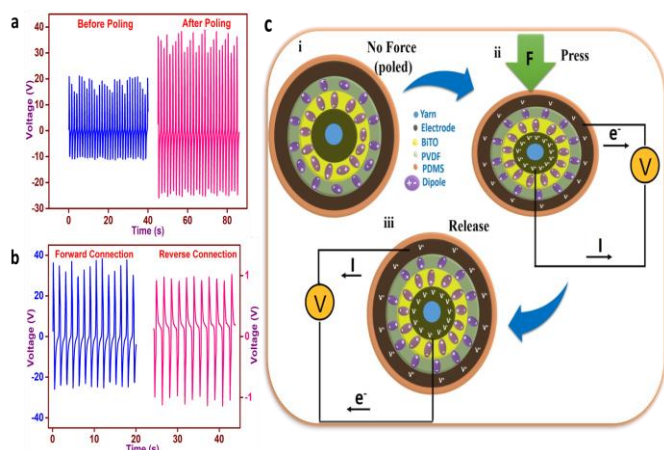 a
Before Poling
After Poling
Voltage (V)
40
30
20
10
0
-10
-20
-30
0
20
40
60
80
Time (s)
b
Forward Connection
Reverse Connection
Voltage (V)
40
20
0
-20
-40
1
0
-1
Voltage (V)
0
10
20
30
40
Time (s)
c
i
No Force
(poled)
ii
F
Press
Yarn
Electrode
BiTO
PVDF
PDMS
Dipole
e-
V
I
iii
Release
I
V
e-